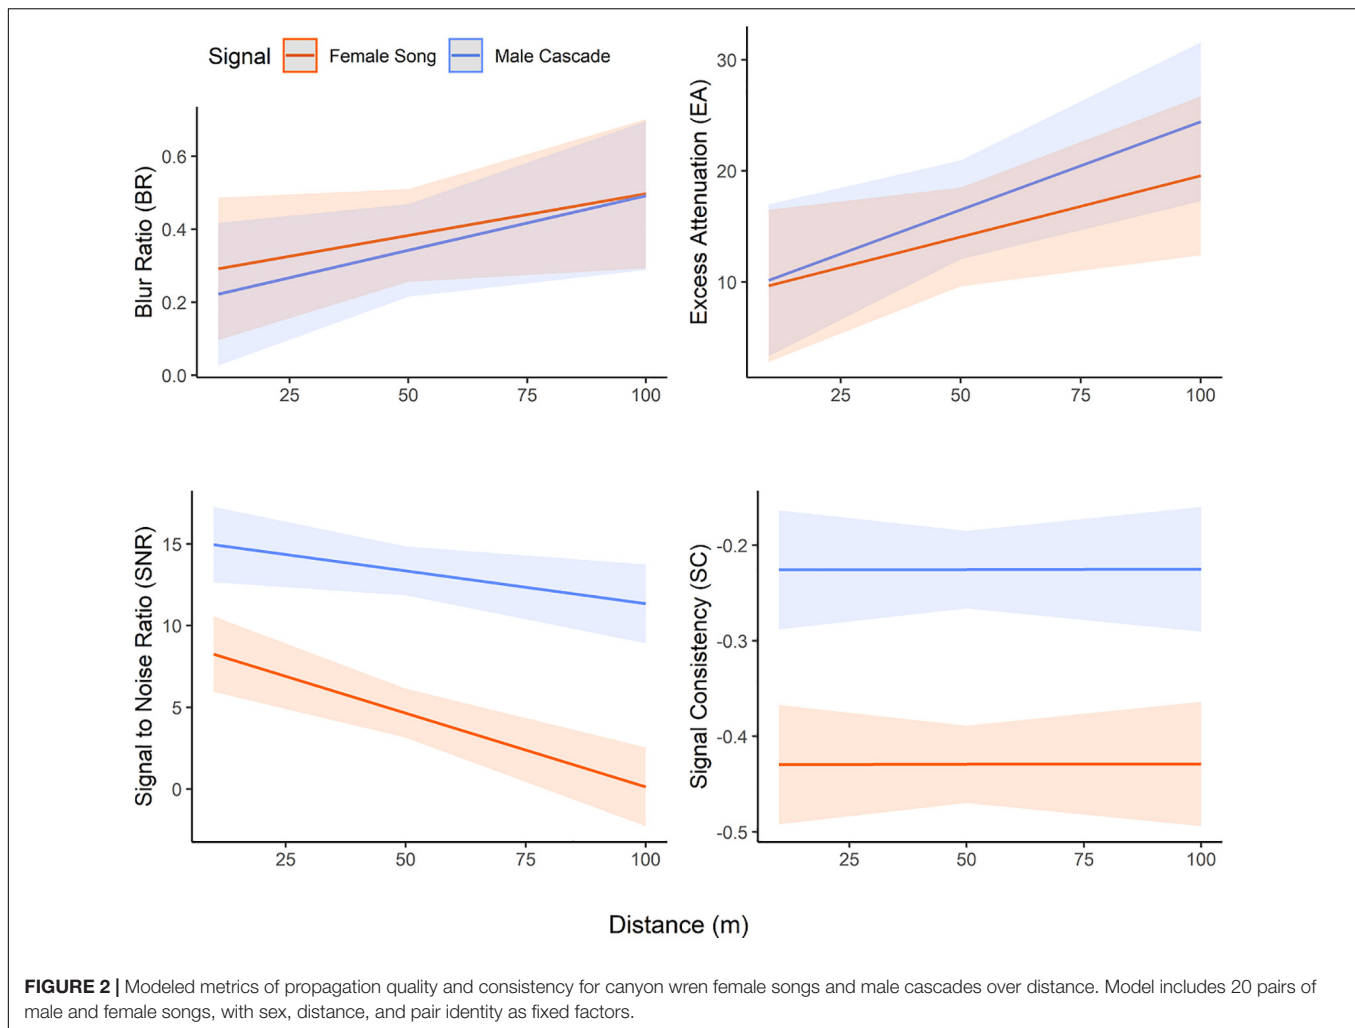 Signal Female Song Male Cascade
Blur Ratio (BR)
0.6
0.4
0.2
0.0
25 50 75 100
Excess Attenuation (EA)
30
20
10
25 50 75 100
Signal to Noise Ratio (SNR)
15
10
5
0
25 50 75 100
Signal Consistency (SC)
-0.2
-0.3
-0.4
-0.5
25 50 75 100
Distance (m)
FIGURE 2 | Modeled metrics of propagation quality and consistency for canyon wren female songs and male cascades over distance. Model includes 20 pairs of
male and female songs, with sex, distance, and pair identity as fixed factors.